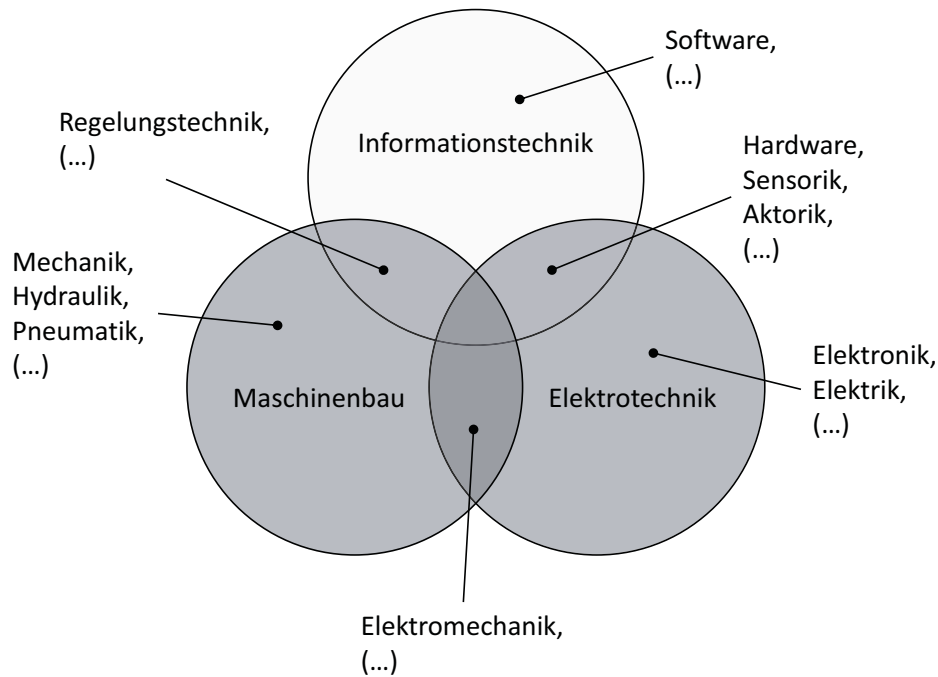 Software,
(...)
Regelungstechnik,
(...)
Informationstechnik
Hardware,
Sensorik,
Aktorik,
(...)
Mechanik,
Hydraulik,
Pneumatik,
(...)
Elektronik,
Elektrik,
(...)
Maschinenbau
Elektrotechnik
Elektromechanik,
(...)